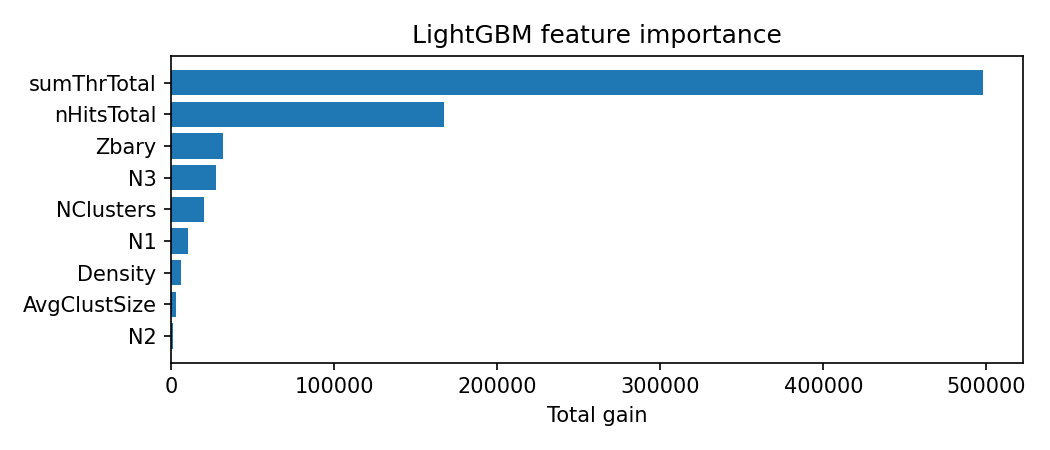 LightGBM feature importance
sumThrTotal
nHitsTotal
Zbary
N3
NClusters
N1
Density
AvgClustSize
N2
0 100000 200000 300000 400000 500000
Total gain